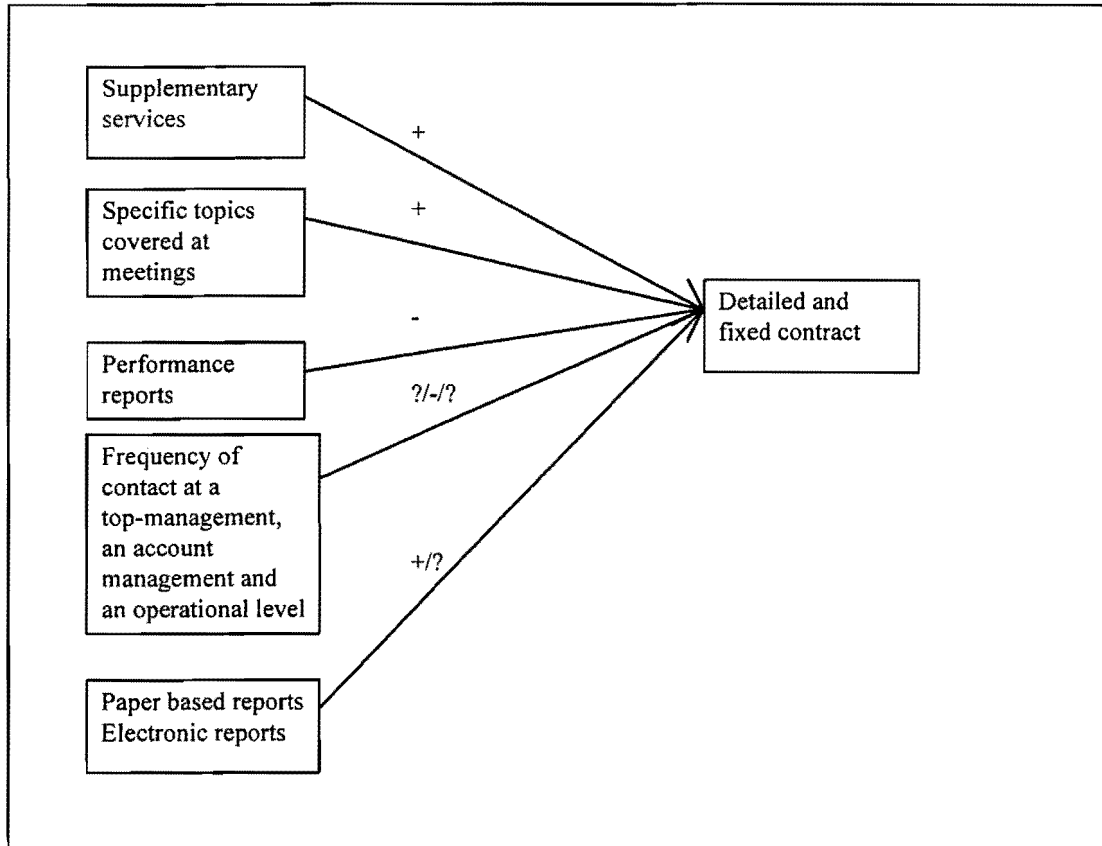 Supplementary
services
+
Specific topics
covered at
meetings
+
Performance
reports
-
Frequency of
contact at a
top-management,
an account
management and
an operational level
?/-/?
Paper based reports
Electronic reports
+/?
Detailed and
fixed contract